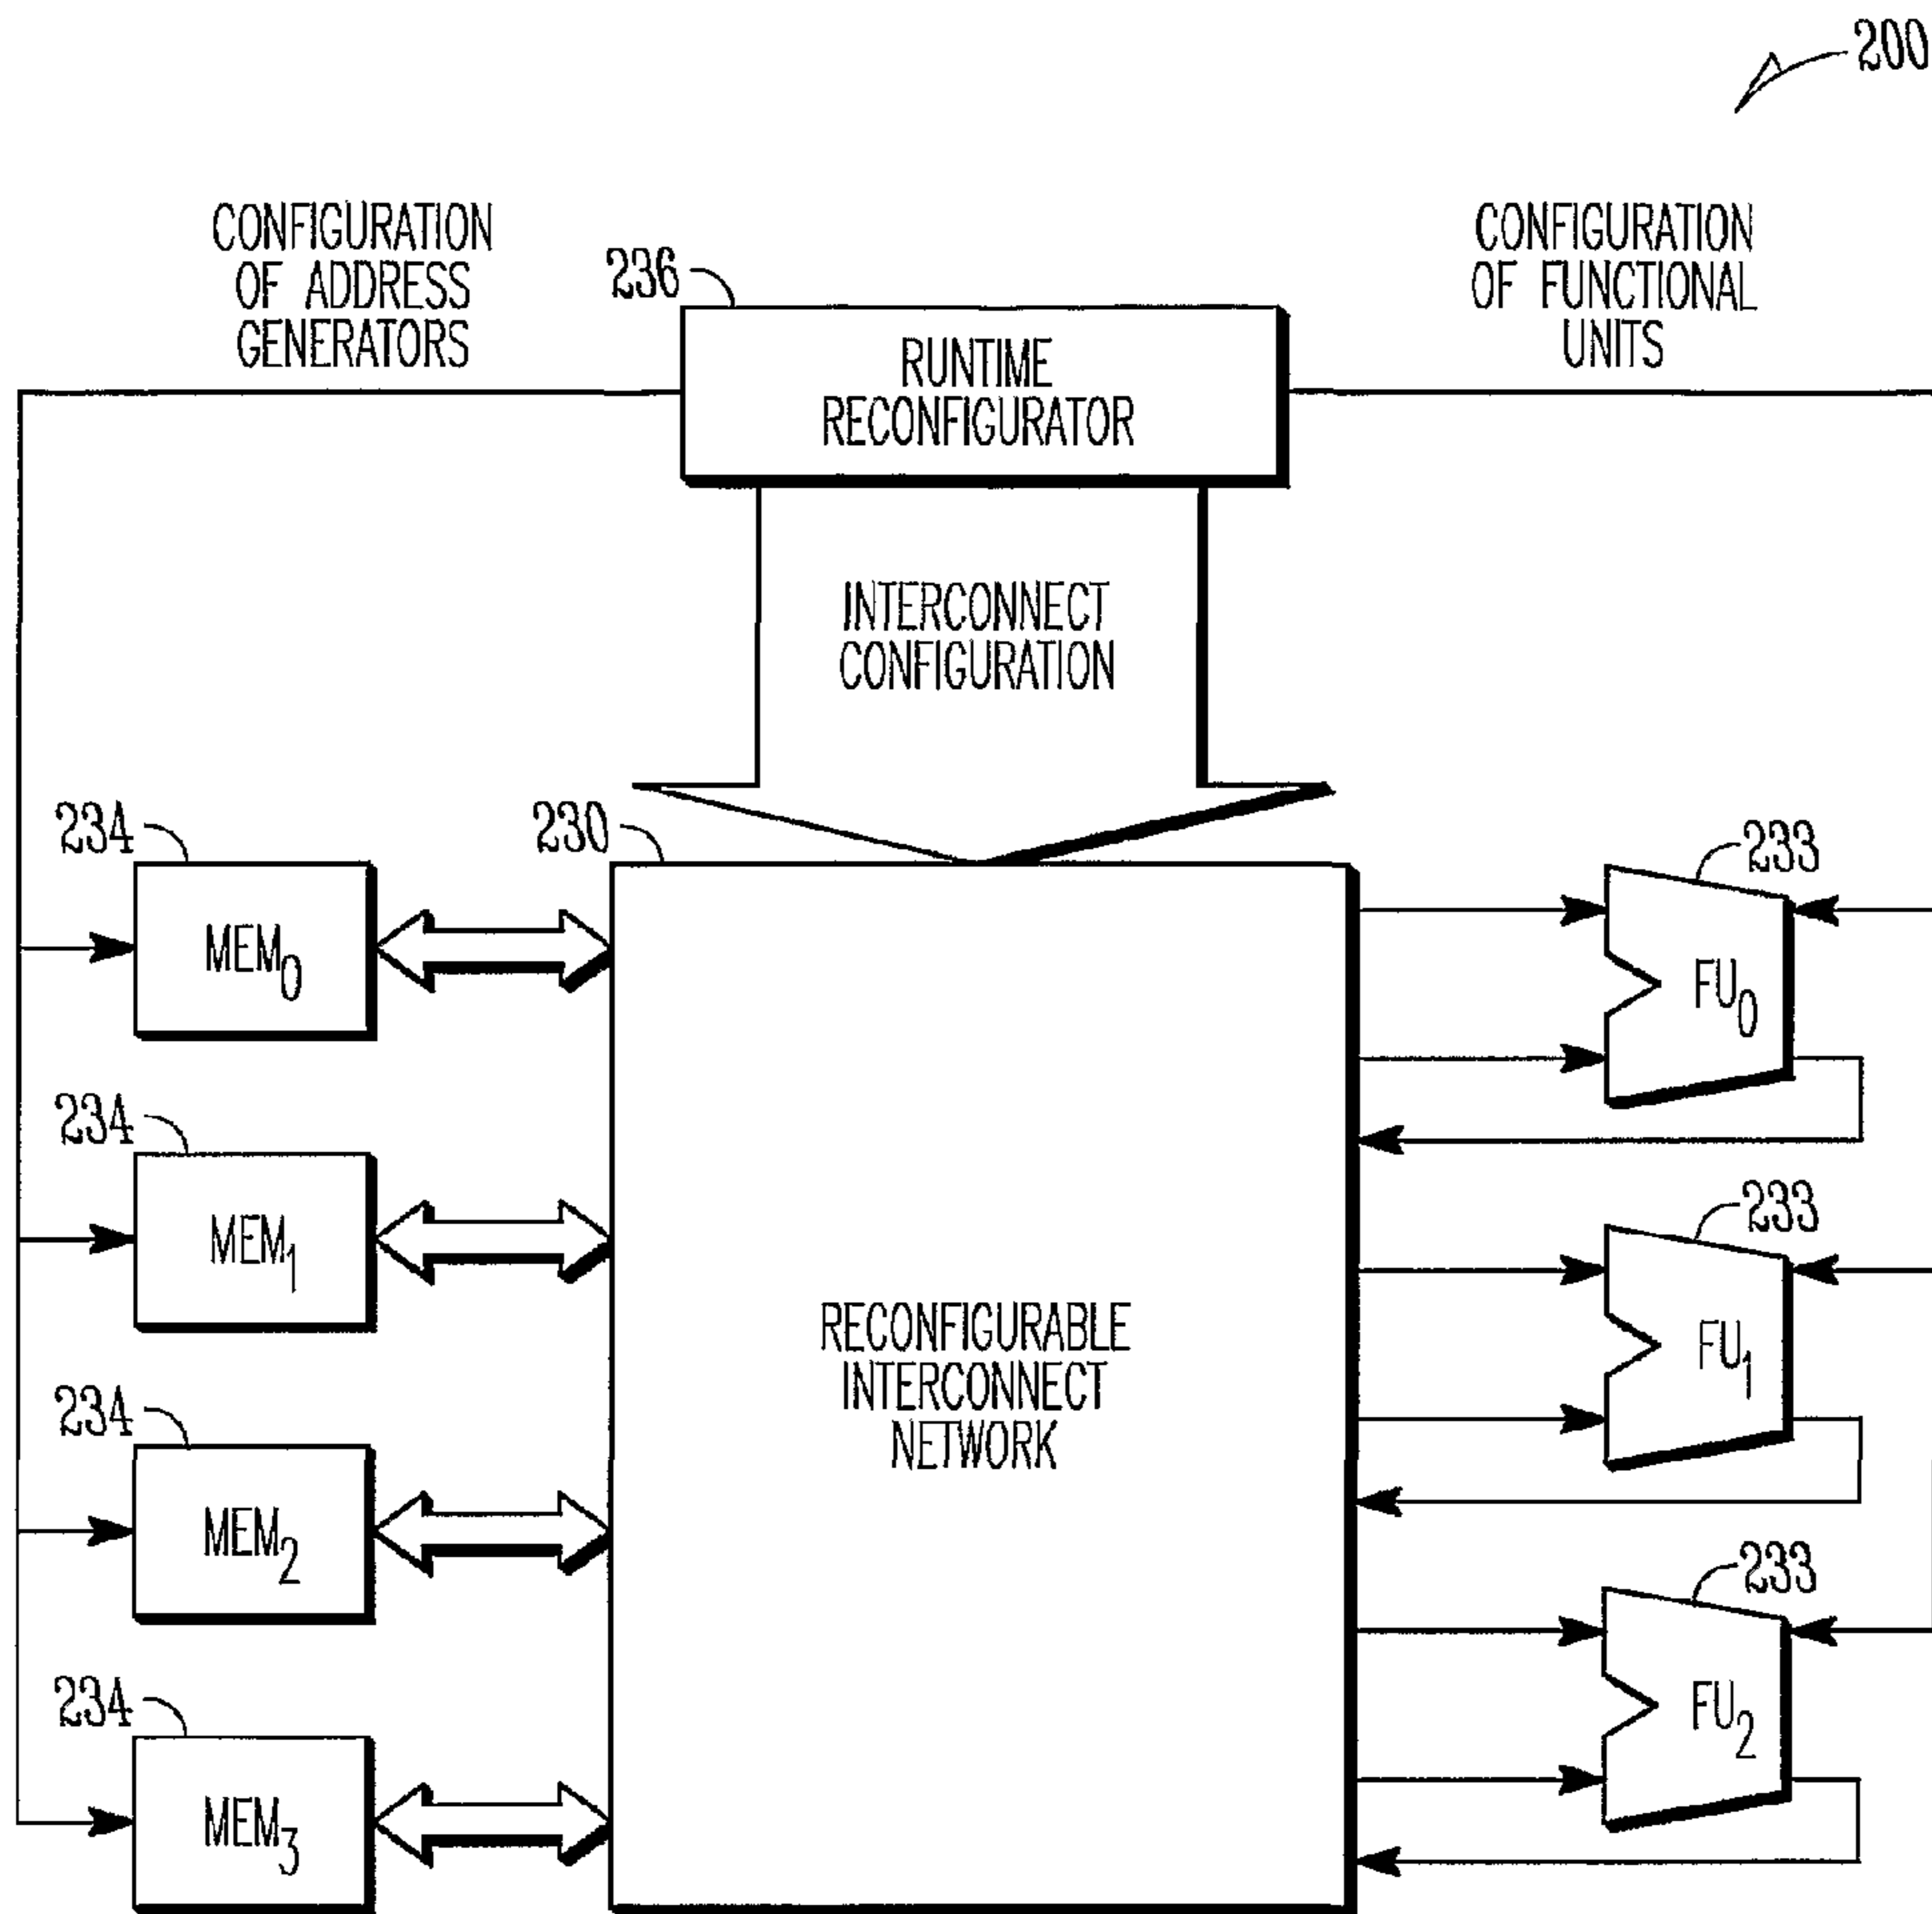 200
CONFIGURATION
OF ADDRESS
GENERATORS
CONFIGURATION
OF FUNCTIONAL
UNITS
236
RUNTIME
RECONFIGURATOR
INTERCONNECT
CONFIGURATION
234
230
233
MEM0
FU0
234
233
MEM1
RECONFIGURABLE
INTERCONNECT
NETWORK
FU1
234
233
MEM2
234
FU2
MEM3